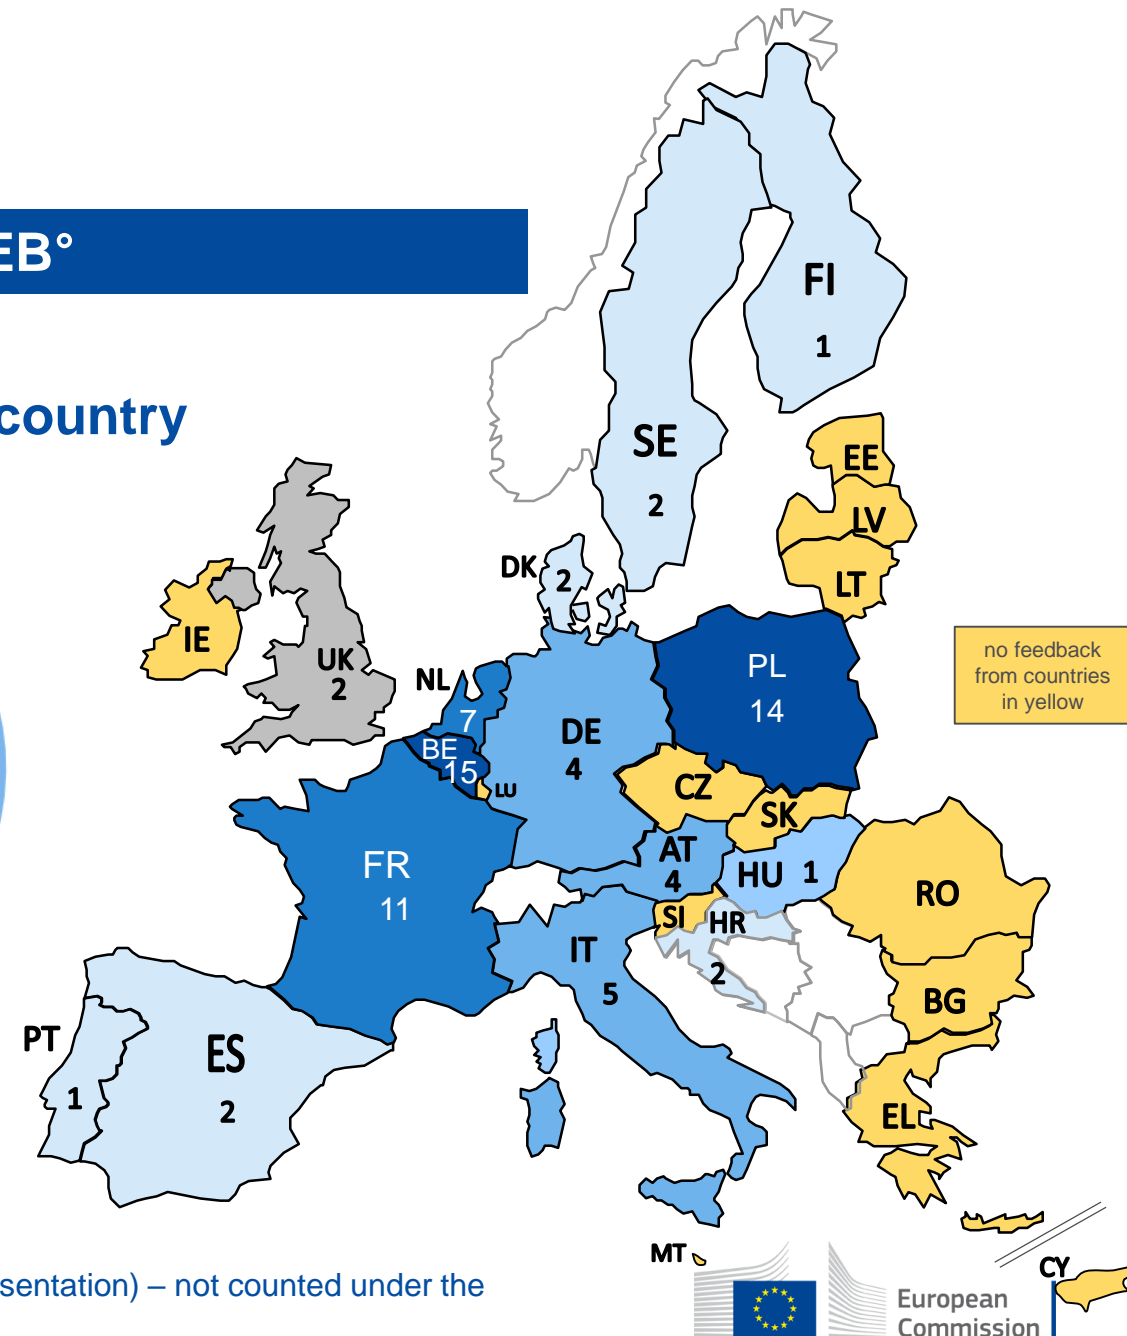 EB°
country
FI
1
SE
2
EE
LV
LT
DK
2
IE
UK
2
NL
7
BE
15
LU
PL
14
no feedback
from countries
in yellow
DE
4
CZ
SK
FR
11
AT
4
HU 1
RO
SI
HR
2
IT
5
BG
PT
1
ES
2
EL
MT
CY
sentation) – not counted under the
European
Commission